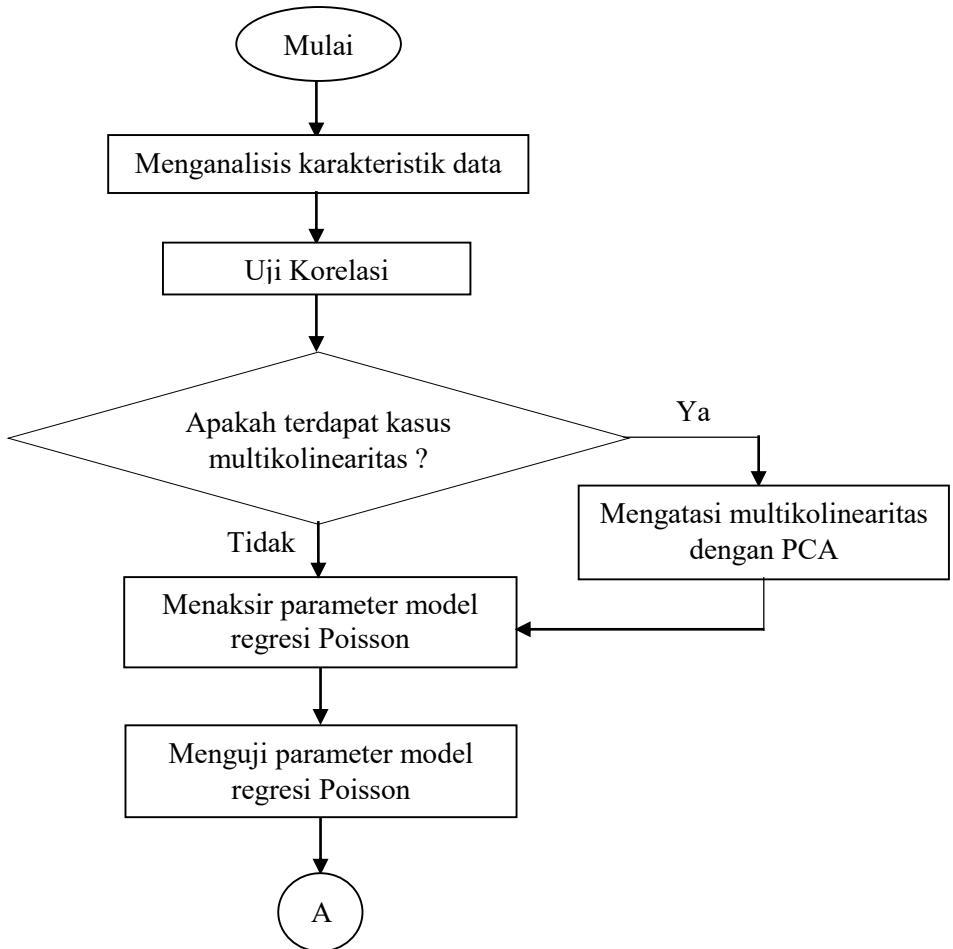 Mulai
Menganalisis karakteristik data
Uji Korelasi
Apakah terdapat kasus
multikolinearitas ?
Ya
Mengatasi multikolinearitas
dengan PCA
Tidak
Menaksir parameter model
regresi Poisson
Menguji parameter model
regresi Poisson
A